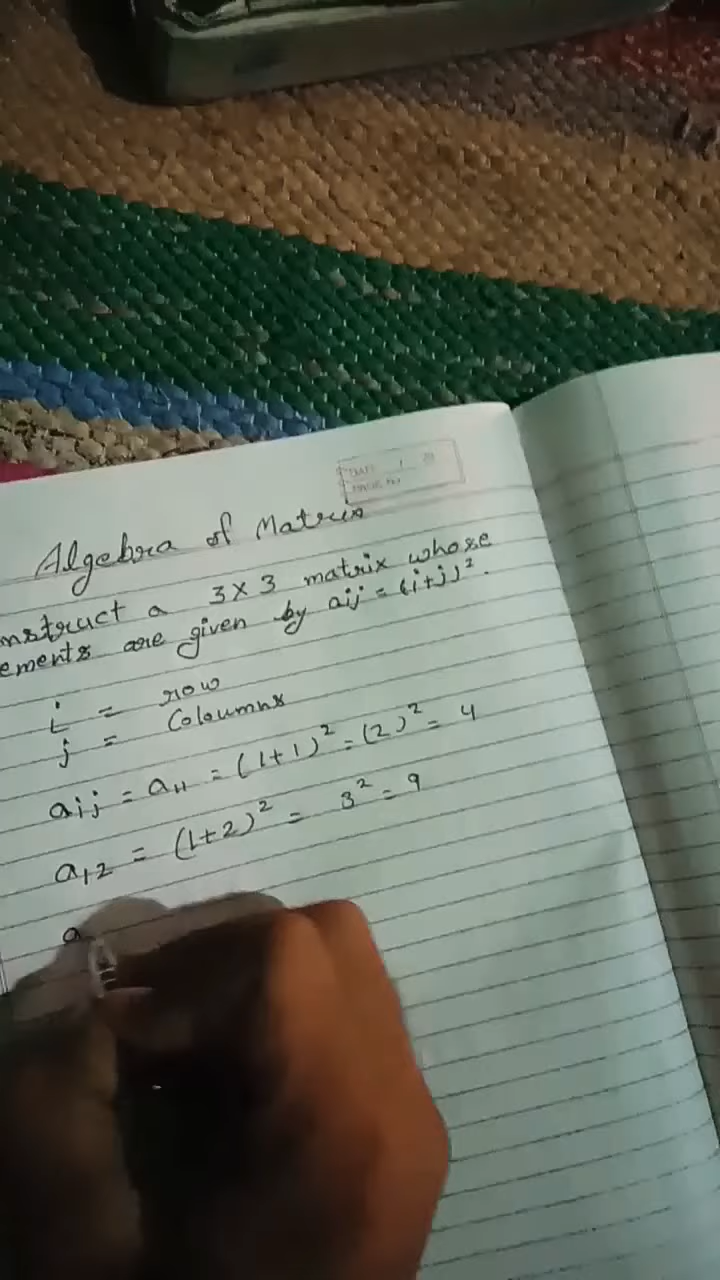 Algebra of Matrix
nstruct a 3×3 matrix whose
ements are given by aij = (i+j)².
i = row
j = Coloumns
aij = a11 = (1+1)² = (2)² = 4
a12 = (1+2)² = 3² = 9
a